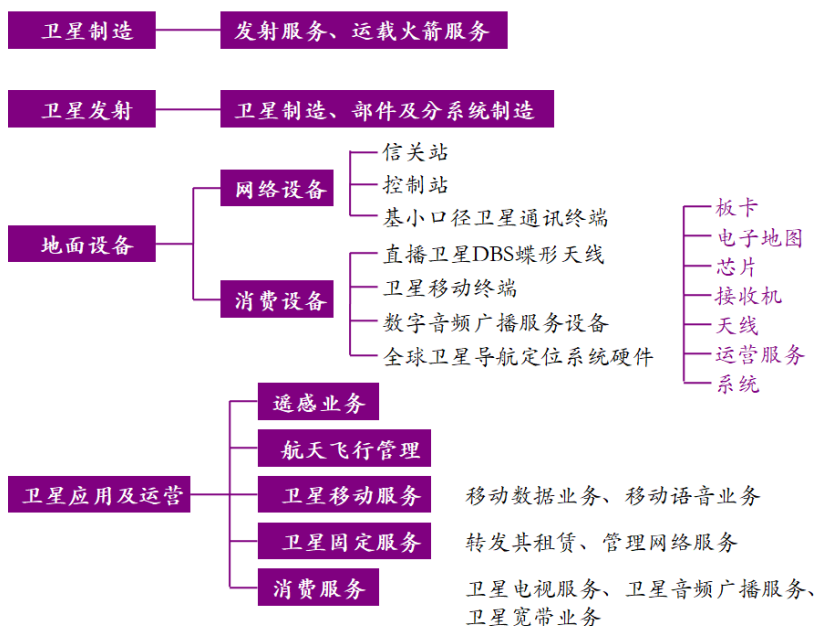 卫星制造
发射服务、运载火箭服务
卫星发射
卫星制造、部件及分系统制造
地面设备
网络设备
信关站
控制站
基小口径卫星通讯终端
消费设备
直播卫星DBS蝶形天线
卫星移动终端
数字音频广播服务设备
全球卫星导航定位系统硬件
板卡
电子地图
芯片
接收机
天线
运营服务
系统
卫星应用及运营
遥感业务
航天飞行管理
卫星移动服务
移动数据业务、移动语音业务
卫星固定服务
转发其租赁、管理网络服务
消费服务
卫星电视服务、卫星音频广播服务、
卫星宽带业务